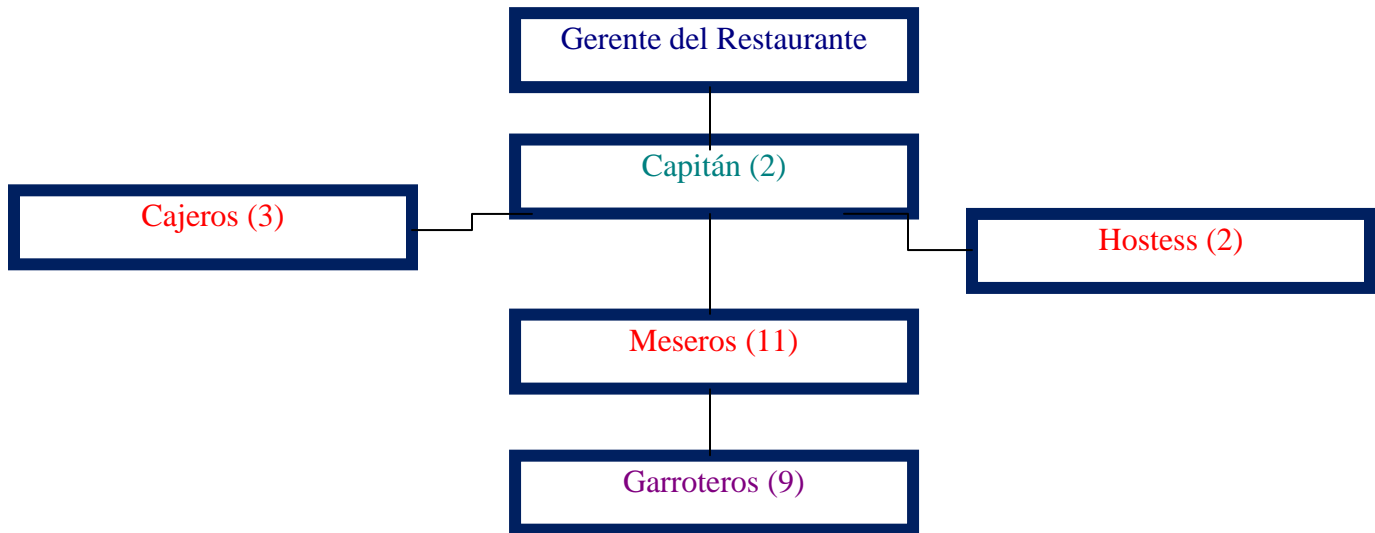 Gerente del Restaurante
Capitán (2)
Cajeros (3)
Hostess (2)
Meseros (11)
Garroteros (9)